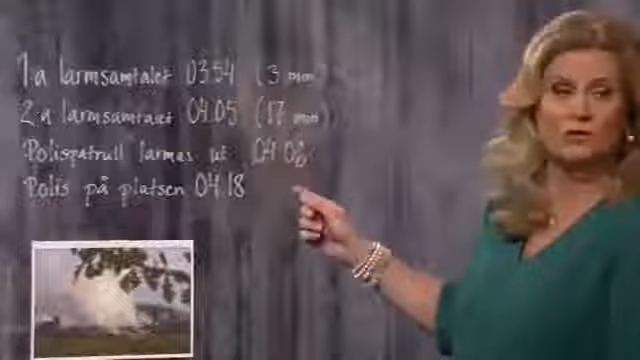 1:a larmsamtalet 03:54 (3 min)
2:a larmsamtalet 04:05 (17 min)
Polispatrull larmas ut 04:06
Polis på platsen 04:18